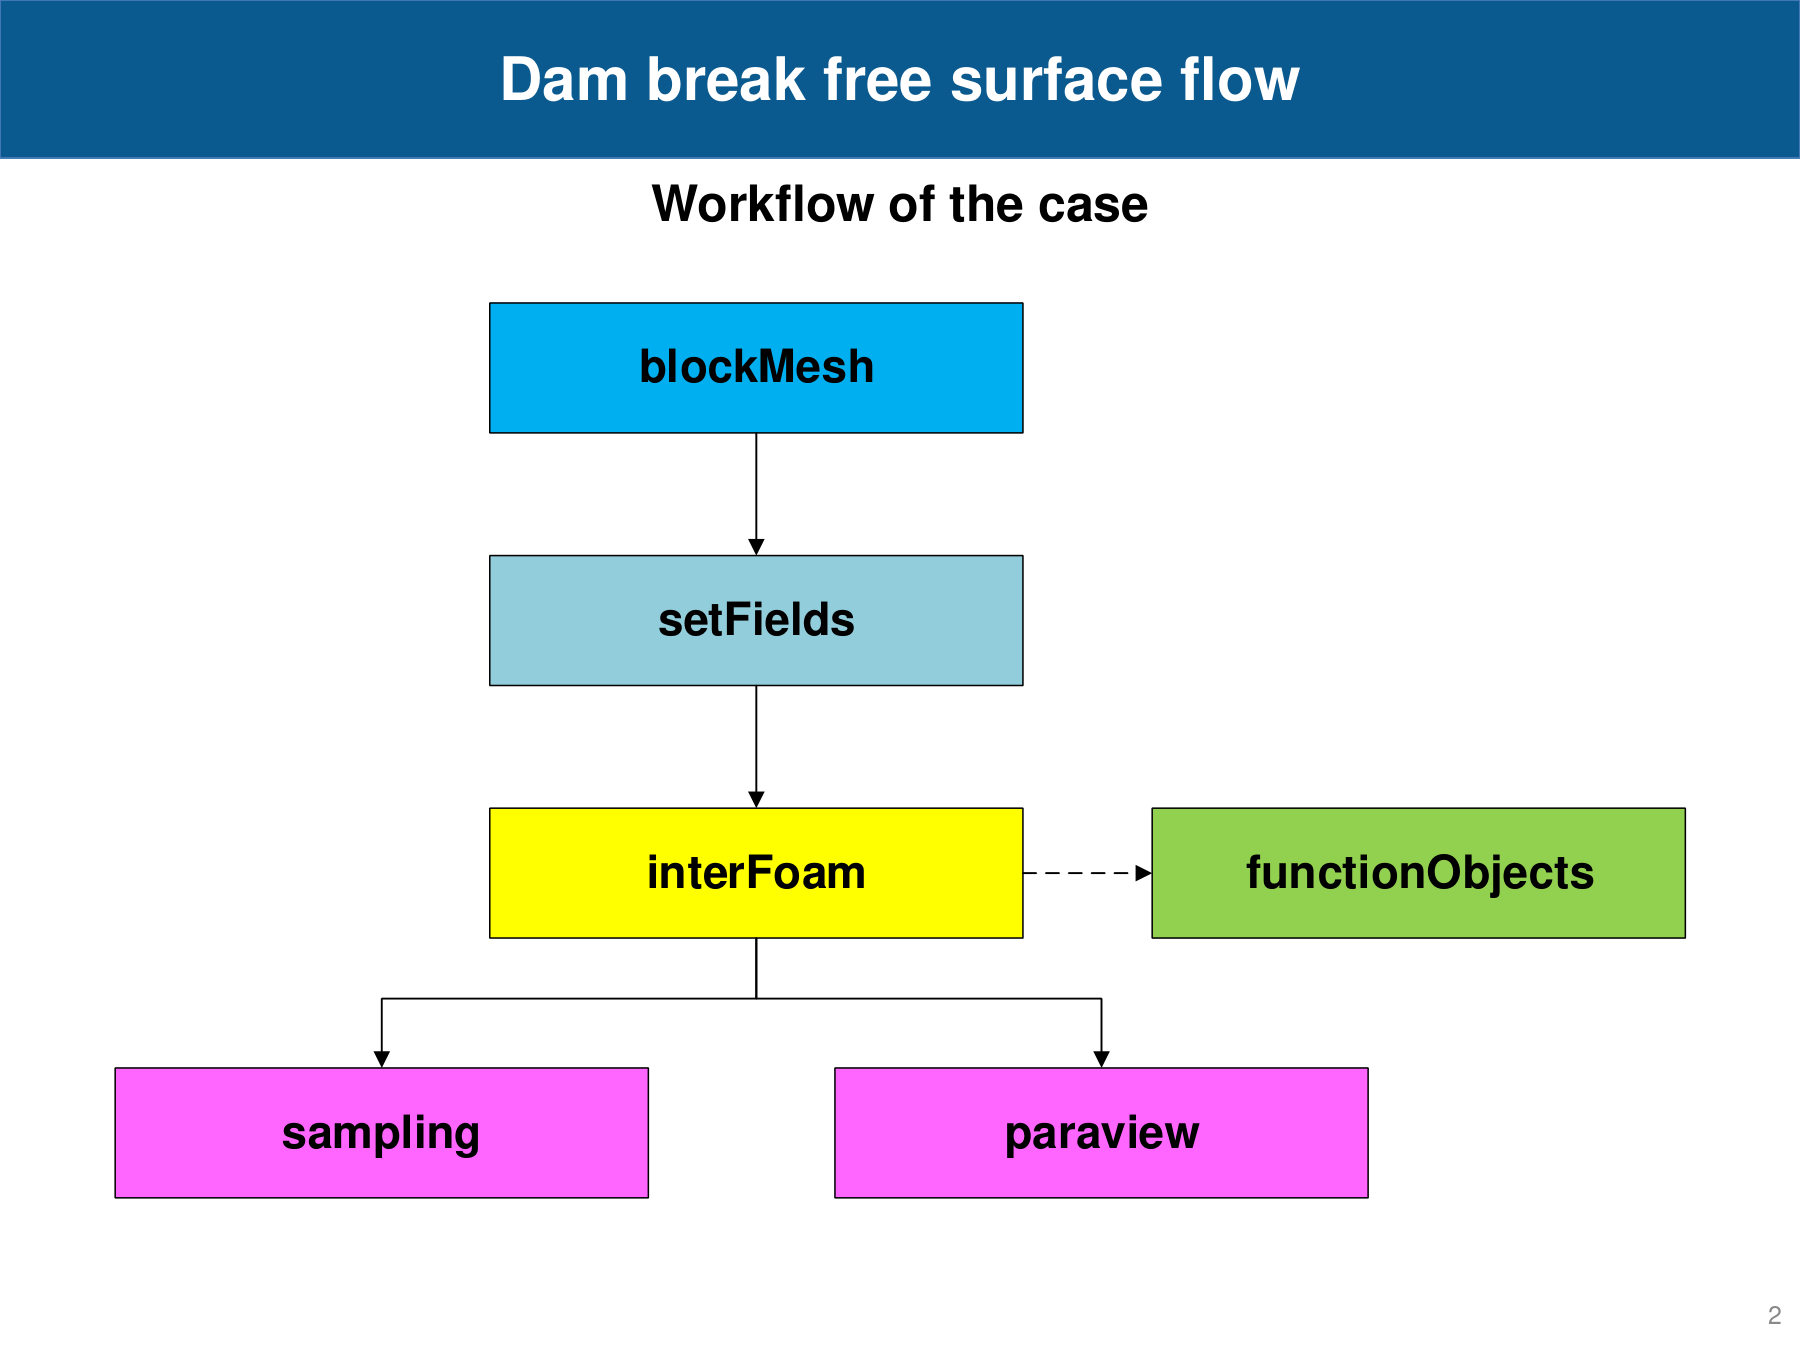 Dam break free surface flow
Workflow of the case
blockMesh
setFields
interFoam
functionObjects
sampling
paraview
2